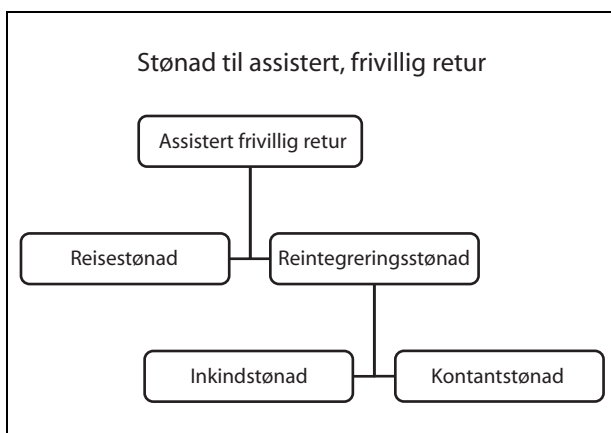 Stønad til assistert, frivillig retur
Assistert frivillig retur
Reisestønad
Reintegreringsstønad
Inkindstønad
Kontantstønad